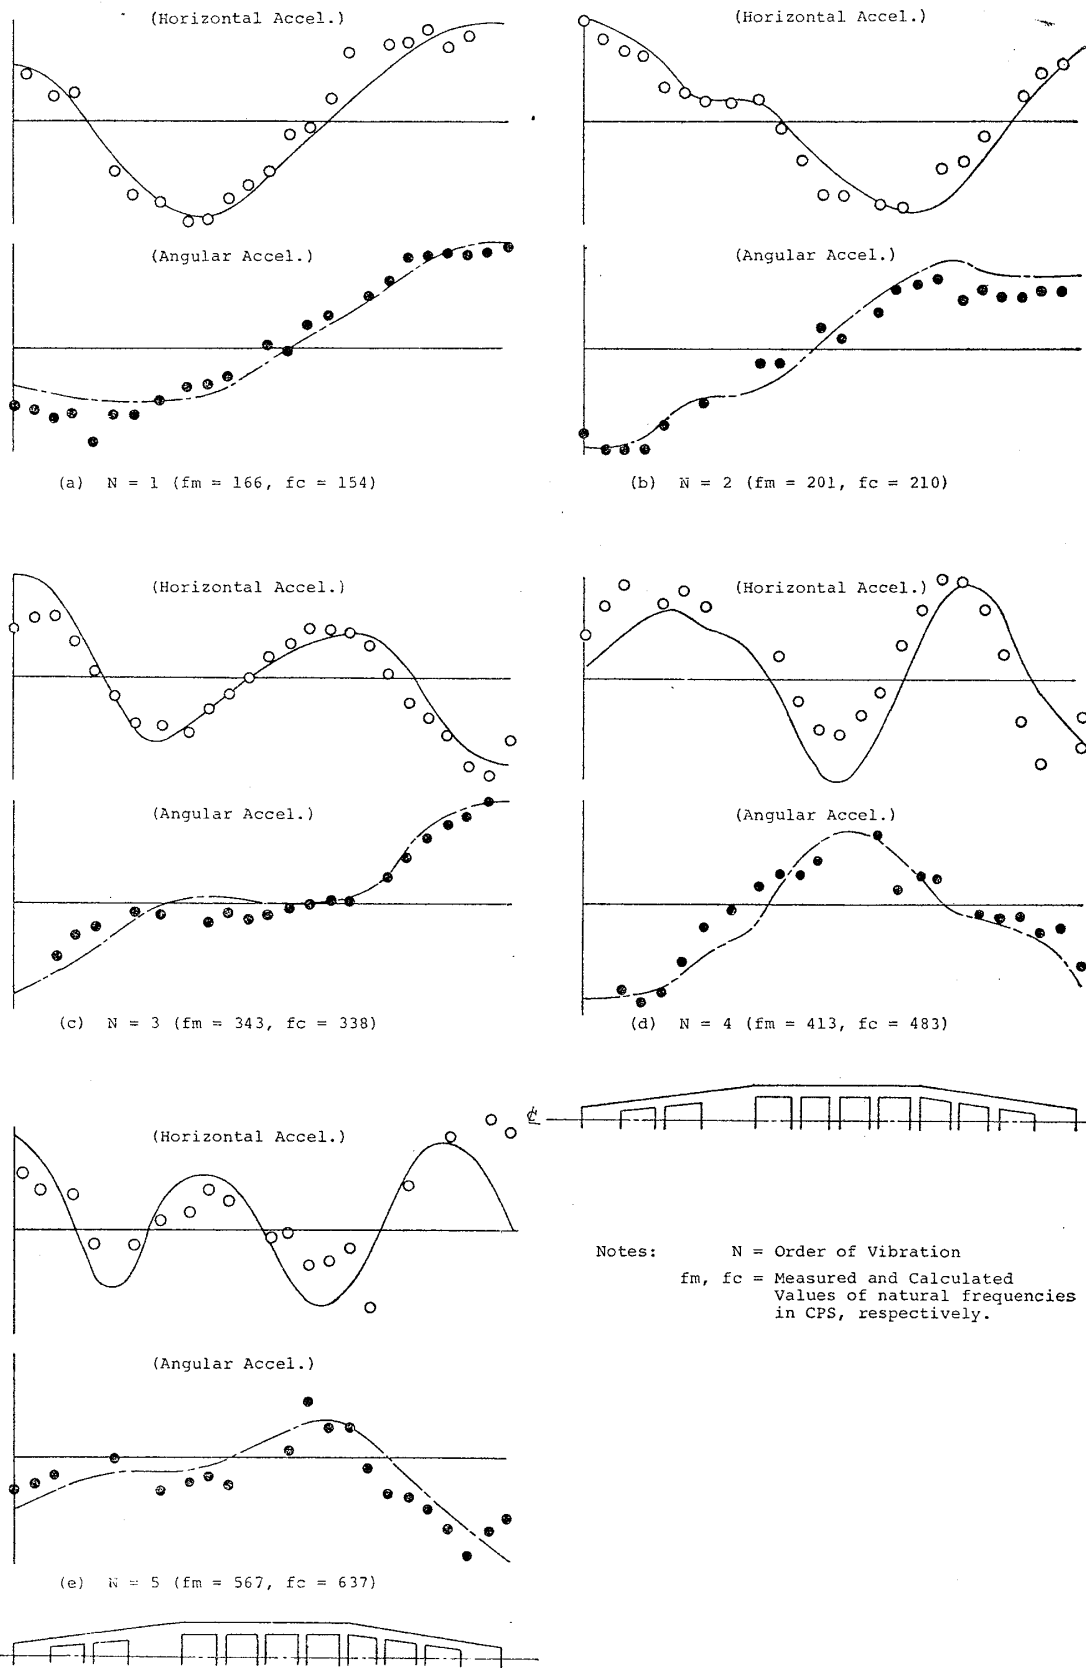 (Horizontal Accel.)
(Angular Accel.)
(a) N = 1 (fm = 166, fc = 154)
(Horizontal Accel.)
(Angular Accel.)
(b) N = 2 (fm = 201, fc = 210)
(Horizontal Accel.)
(Angular Accel.)
(c) N = 3 (fm = 343, fc = 338)
(Horizontal Accel.)
(Angular Accel.)
(d) N = 4 (fm = 413, fc = 483)
(Horizontal Accel.)
(Angular Accel.)
(e) N = 5 (fm = 567, fc = 637)
℄
Notes: N = Order of Vibration
fm, fc = Measured and Calculated
Values of natural frequencies
in CPS, respectively.